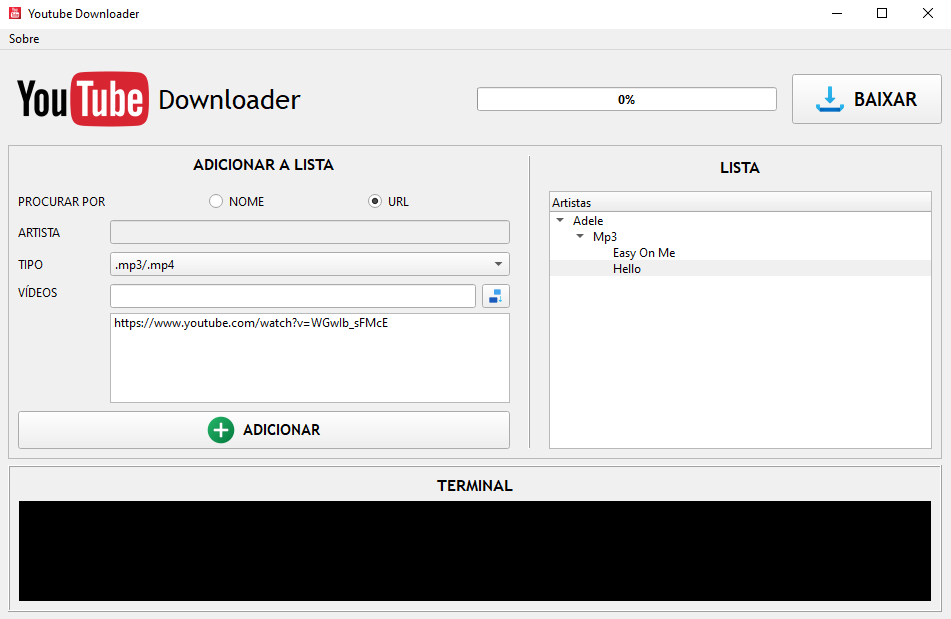 Youtube Downloader
Sobre
YouTube Downloader
0%
BAIXAR
ADICIONAR A LISTA
PROCURAR POR NOME URL
ARTISTA
TIPO .mp3/.mp4
VÍDEOS
https://www.youtube.com/watch?v=WGwlb_sFMcE
ADICIONAR
LISTA
Artistas
Adele
Mp3
Easy On Me
Hello
TERMINAL